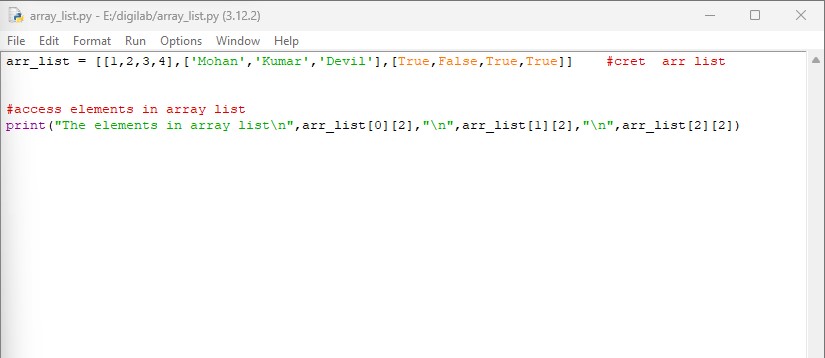 array_list.py - E:/digilab/array_list.py (3.12.2)
File Edit Format Run Options Window Help
arr_list = [[1,2,3,4],['Mohan','Kumar','Devil'],[True,False,True,True]]    #cret  arr list
#access elements in array list
print("The elements in array list\n",arr_list[0][2],"\n",arr_list[1][2],"\n",arr_list[2][2])